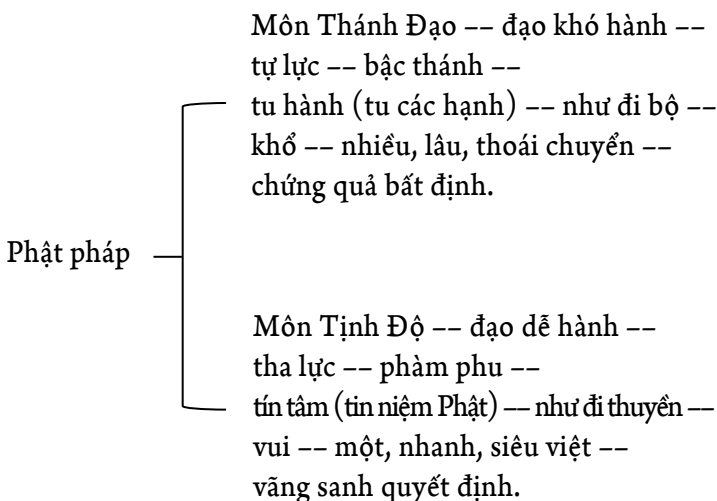 Môn Thánh Đạo –– đạo khó hành ––
tự lực –– bậc thánh ––
tu hành (tu các hạnh) –– như đi bộ ––
khổ –– nhiều, lâu, thoái chuyển ––
chứng quả bất định.
Phật pháp
Môn Tịnh Độ –– đạo dễ hành ––
tha lực –– phàm phu ––
tín tâm (tin niệm Phật) –– như đi thuyền ––
vui –– một, nhanh, siêu việt ––
vãng sanh quyết định.